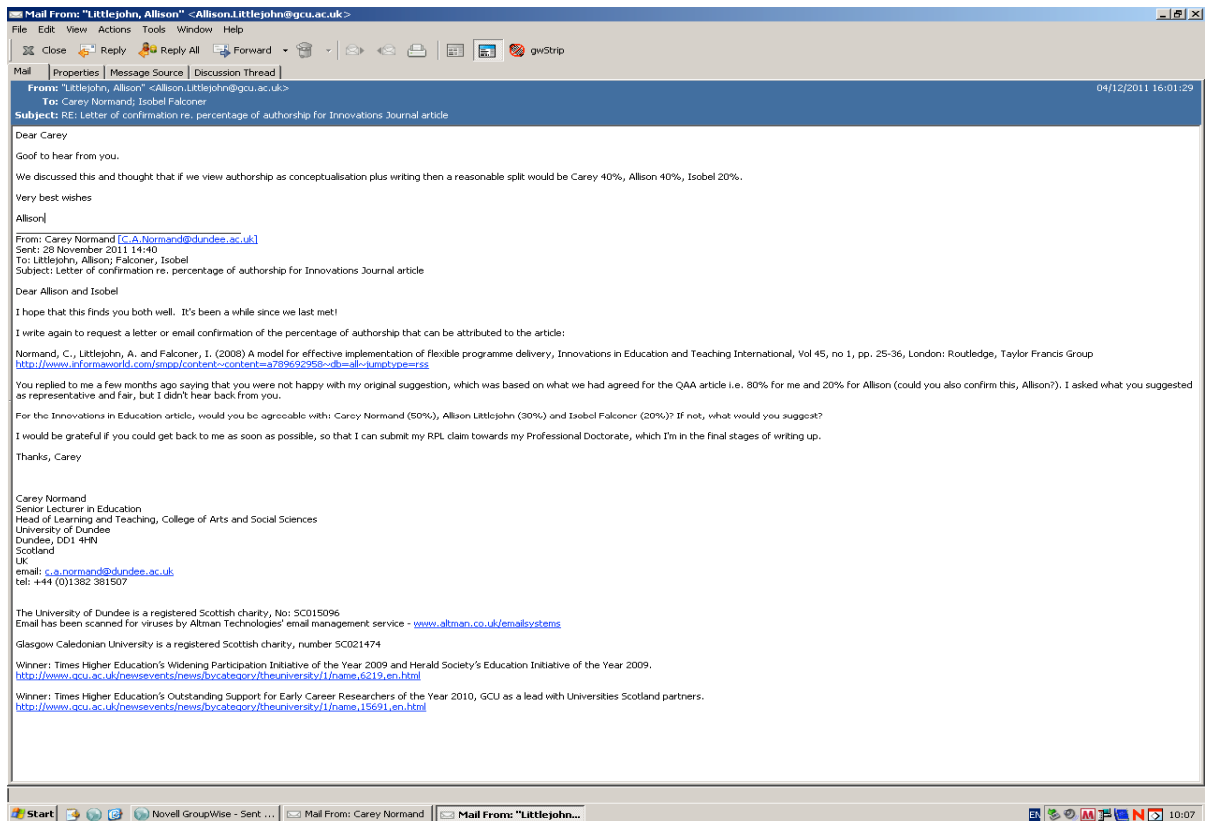 Mail From: "Littlejohn, Allison" <Allison.Littlejohn@gcu.ac.uk>
File Edit View Actions Tools Window Help
Close Reply Reply All Forward gwStrip
Mail Properties Message Source Discussion Thread
From: "Littlejohn, Allison" <Allison.Littlejohn@gcu.ac.uk> 04/12/2011 16:01:29
To: Carey Normand; Isobel Falconer
Subject: RE: Letter of confirmation re. percentage of authorship for Innovations Journal article
Dear Carey
Goof to hear from you.
We discussed this and thought that if we view authorship as conceptualisation plus writing then a reasonable split would be Carey 40%, Allison 40%, Isobel 20%.
Very best wishes
Allison
From: Carey Normand [C.A.Normand@dundee.ac.uk]
Sent: 28 November 2011 14:40
To: Littlejohn, Allison; Falconer, Isobel
Subject: Letter of confirmation re. percentage of authorship for Innovations Journal article
Dear Allison and Isobel
I hope that this finds you both well. It's been a while since we last met!
I write again to request a letter or email confirmation of the percentage of authorship that can be attributed to the article:
Normand, C., Littlejohn, A. and Falconer, I. (2008) A model for effective implementation of flexible programme delivery, Innovations in Education and Teaching International, Vol 45, no 1, pp. 25-36, London: Routledge, Taylor Francis Group
http://www.informaworld.com/smpp/content~content=a789692958~db=all~jumptype=rss
You replied to me a few months ago saying that you were not happy with my original suggestion, which was based on what we had agreed for the QAA article i.e. 80% for me and 20% for Allison (could you also confirm this, Allison?). I asked what you suggested
as representative and fair, but I didn't hear back from you.
For the Innovations in Education article, would you be agreeable with: Carey Normand (50%), Allison Littlejohn (30%) and Isobel Falconer (20%)? If not, what would you suggest?
I would be grateful if you could get back to me as soon as possible, so that I can submit my RPL claim towards my Professional Doctorate, which I'm in the final stages of writing up.
Thanks, Carey
Carey Normand
Senior Lecturer in Education
Head of Learning and Teaching, College of Arts and Social Sciences
University of Dundee
Dundee, DD1 4HN
Scotland
UK
email: c.a.normand@dundee.ac.uk
tel: +44 (0)1382 381507
The University of Dundee is a registered Scottish charity, No: SC015096
Email has been scanned for viruses by Altman Technologies' email management service - www.altman.co.uk/emailsystems
Glasgow Caledonian University is a registered Scottish charity, number SC021474
Winner: Times Higher Education's Widening Participation Initiative of the Year 2009 and Herald Society's Education Initiative of the Year 2009.
http://www.gcu.ac.uk/newsevents/news/bycategory/theuniversity/1/name,6219,en.html
Winner: Times Higher Education's Outstanding Support for Early Career Researchers of the Year 2010, GCU as a lead with Universities Scotland partners.
http://www.gcu.ac.uk/newsevents/news/bycategory/theuniversity/1/name,15691,en.html
Start Novell GroupWise - Sent ... Mail From: Carey Normand Mail From: "Littlejohn... EN 10:07